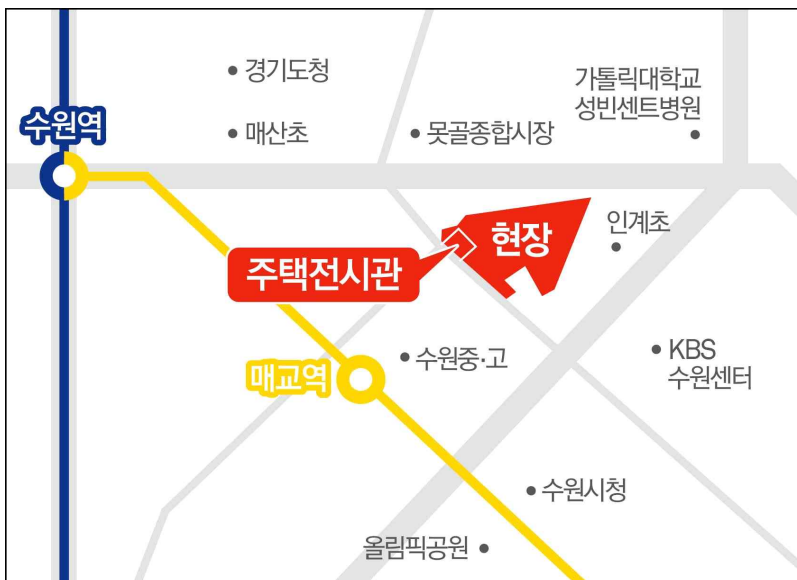 경기도청
가톨릭대학교
성빈센트병원
수원역
매산초
못골종합시장
현장
인계초
주택전시관
수원중·고
KBS
수원센터
매교역
수원시청
올림픽공원